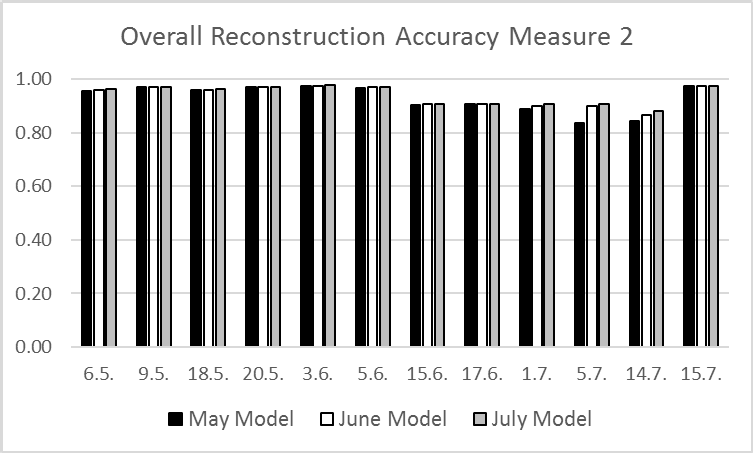 Overall Reconstruction Accuracy Measure 2
1.00
0.80
0.60
0.40
0.20
0.00
6.5. 9.5. 18.5. 20.5. 3.6. 5.6. 15.6. 17.6. 1.7. 5.7. 14.7. 15.7.
May Model June Model July Model